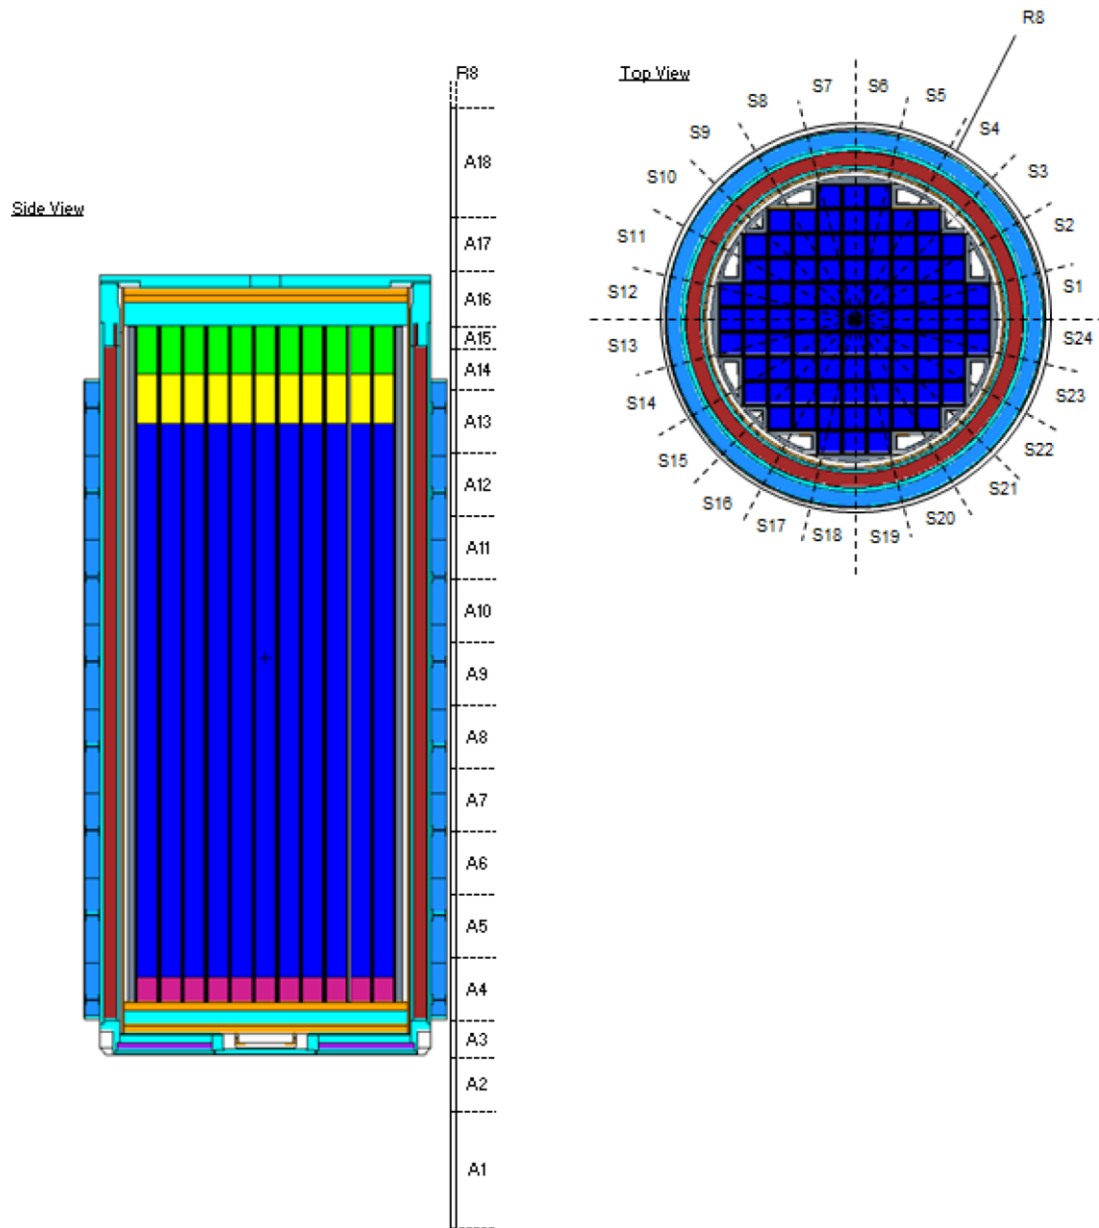 R8
Side View
A18
A17
A16
A15
A14
A13
A12
A11
A10
A9
A8
A7
A6
A5
A4
A3
A2
A1
Top View
R8
S1
S2
S3
S4
S5
S6
S7
S8
S9
S10
S11
S12
S13
S14
S15
S16
S17
S18
S19
S20
S21
S22
S23
S24